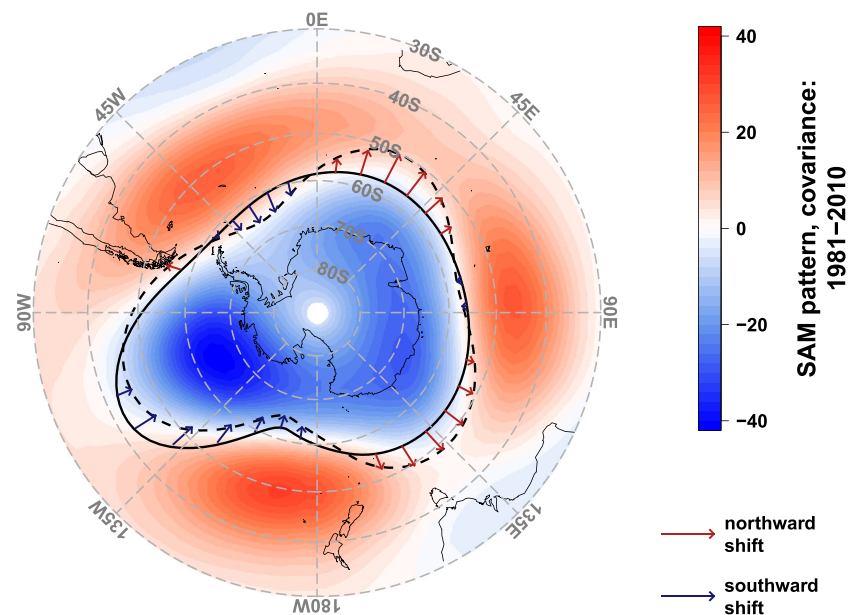 0E
30S
45W
45E
40S
50S
60S
70S
80S
90W
90E
135W
135E
180W
40
20
0
−20
−40
SAM pattern, covariance:
1981−2010
northward
shift
southward
shift